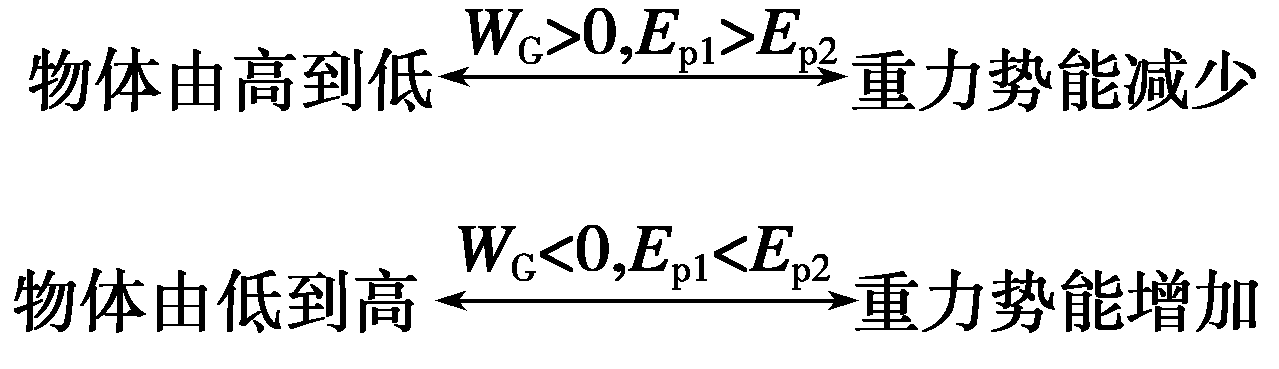 物体由高到低 W_G>0,E_p1>E_p2 重力势能减少
物体由低到高 W_G<0,E_p1<E_p2 重力势能增加